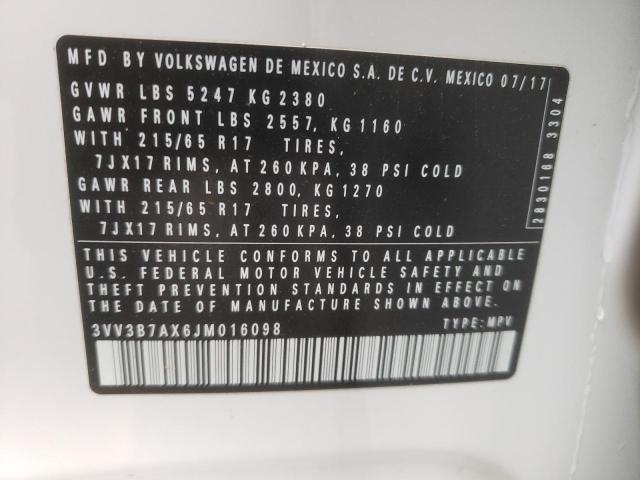 MFD BY VOLKSWAGEN DE MEXICO S.A. DE C.V. MEXICO 07/17
GVWR LBS 5247 KG 2380
GAWR FRONT LBS 2557, KG 1160
WITH 215/65 R17 TIRES,
7JX17 RIMS, AT 260 KPA, 38 PSI COLD
GAWR REAR LBS 2800, KG 1270
WITH 215/65 R17 TIRES,
7JX17 RIMS, AT 260 KPA, 38 PSI COLD
THIS VEHICLE CONFORMS TO ALL APPLICABLE
U.S. FEDERAL MOTOR VEHICLE SAFETY AND
THEFT PREVENTION STANDARDS IN EFFECT ON
THE DATE OF MANUFACTURE SHOWN ABOVE.
3VV3B7AX6JM016098 TYPE: MPV
2830168 3304